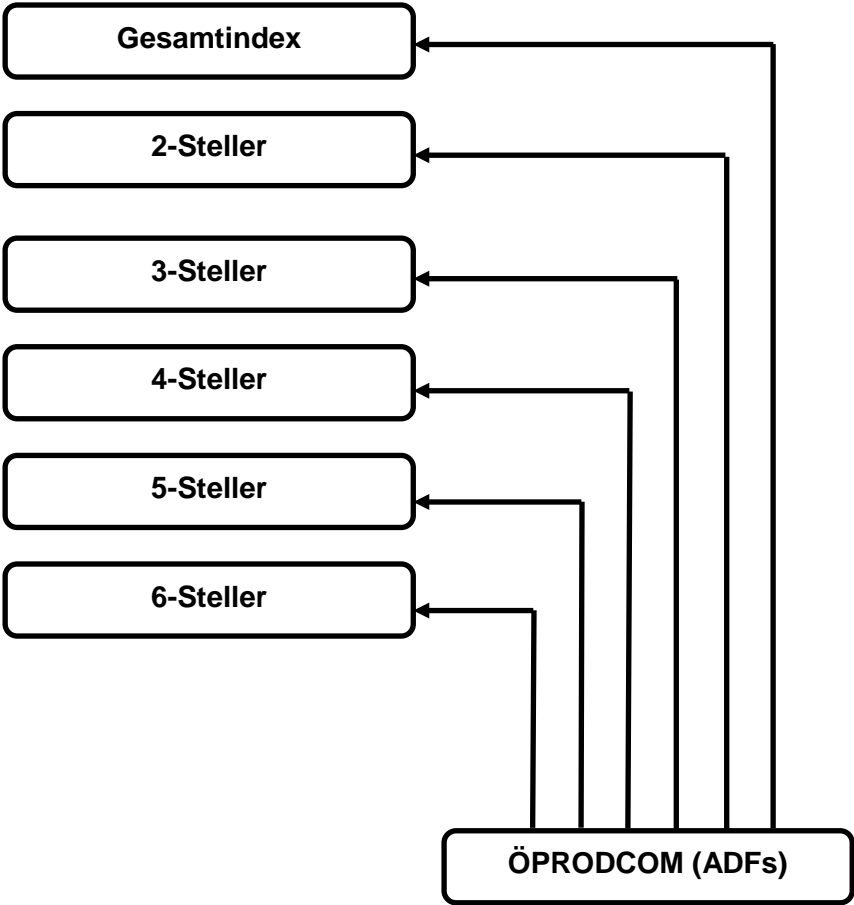 Gesamtindex
2-Steller
3-Steller
4-Steller
5-Steller
6-Steller
ÖPRODCOM (ADFs)